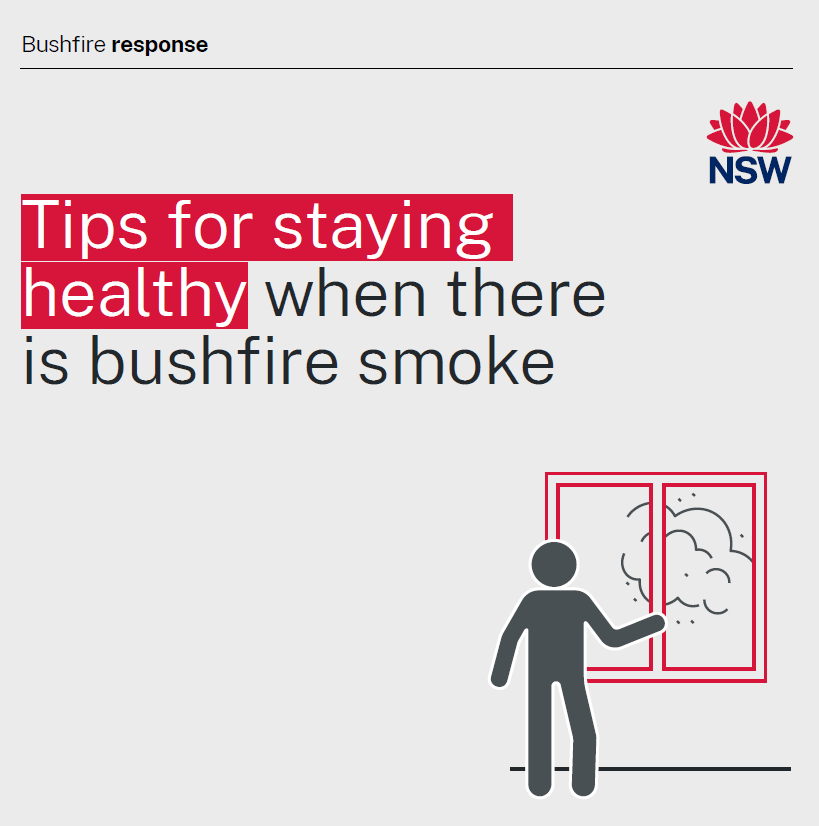 Bushfire response
NSW
Tips for staying
healthy when there
is bushfire smoke